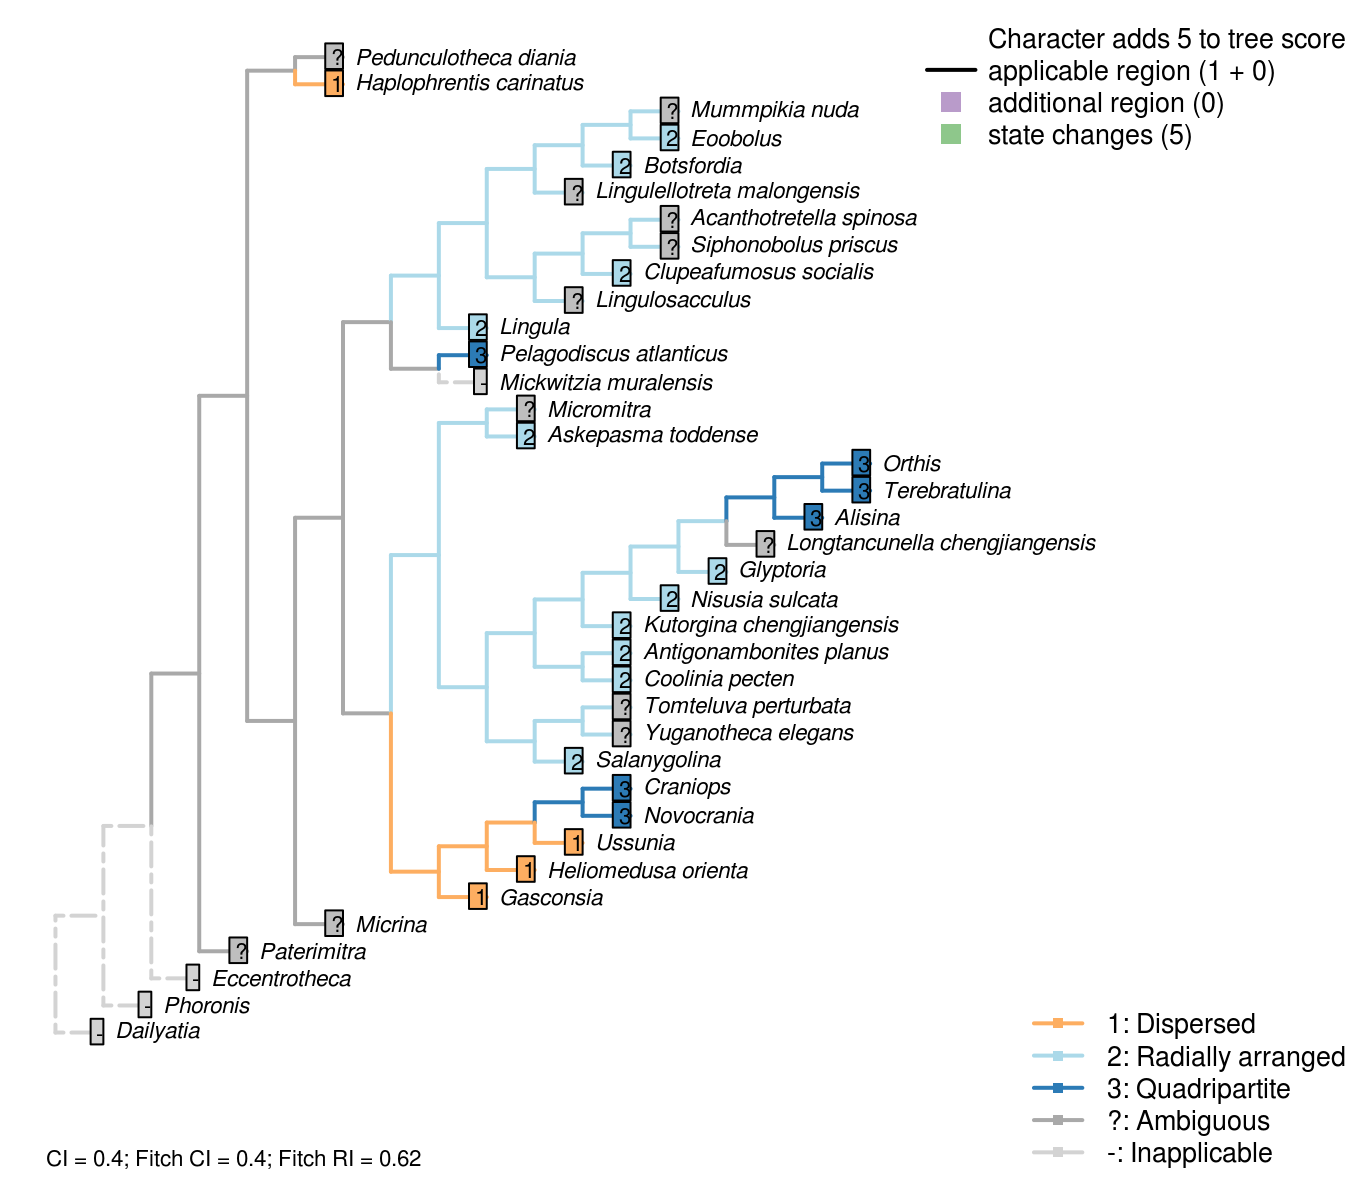 Character adds 5 to tree score
applicable region (1 + 0)
additional region (0)
state changes (5)
? Pedunculotheca diania
1 Haplophrentis carinatus
? Mummpikia nuda
2 Eoobolus
2 Botsfordia
? Lingulellotreta malongensis
? Acanthotretella spinosa
? Siphonobolus priscus
2 Clupeafumosus socialis
? Lingulosacculus
2 Lingula
3 Pelagodiscus atlanticus
- Mickwitzia muralensis
? Micromitra
2 Askepasma toddense
3 Orthis
3 Terebratulina
3 Alisina
? Longtancunella chengjiangensis
2 Glyptoria
2 Nisusia sulcata
2 Kutorgina chengjiangensis
2 Antigonambonites planus
2 Coolinia pecten
? Tomteluva perturbata
? Yuganotheca elegans
2 Salanygolina
3 Craniops
3 Novocrania
1 Ussunia
1 Heliomedusa orienta
1 Gasconsia
? Micrina
? Paterimitra
- Eccentrotheca
- Phoronis
- Dailyatia
1: Dispersed
2: Radially arranged
3: Quadripartite
?: Ambiguous
-: Inapplicable
CI = 0.4; Fitch CI = 0.4; Fitch RI = 0.62